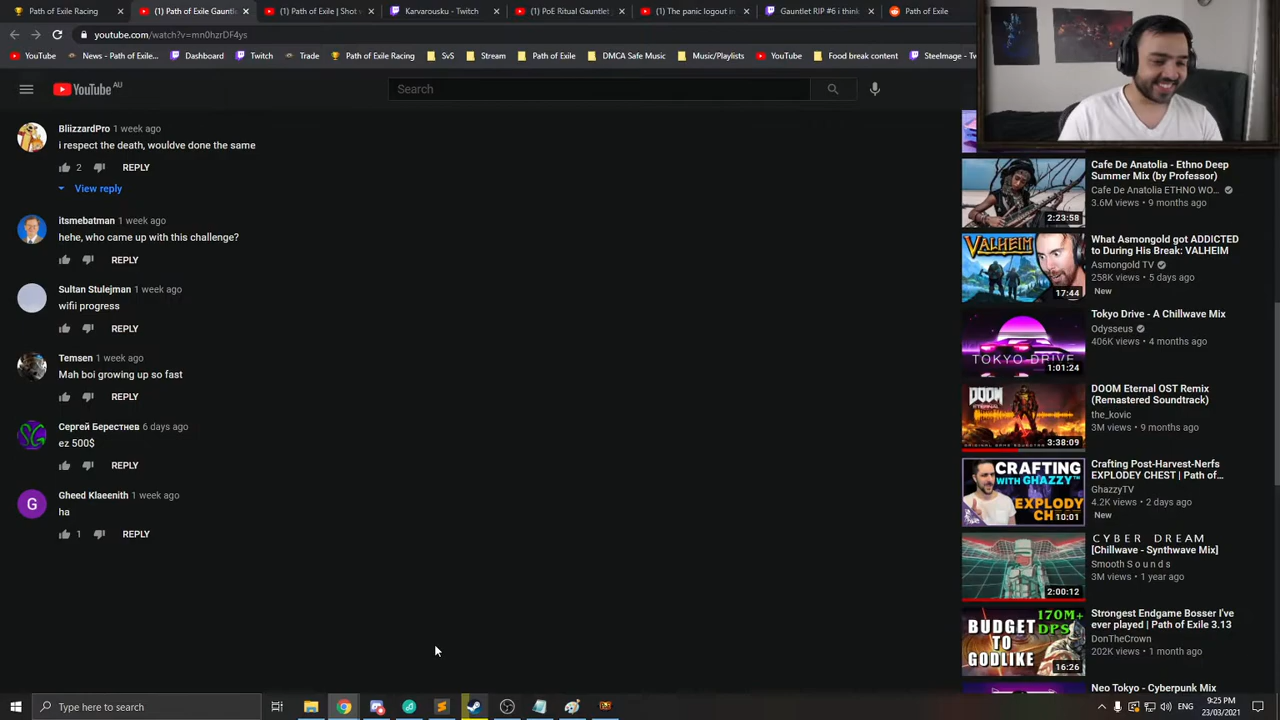 Path of Exile Racing
(1) Path of Exile Gauntle
(1) Path of Exile | Shot
Karvarousku - Twitch
(1) PoE Ritual Gauntlet
(1) The panic logout
Gauntlet RIP #6
Path of Exile
youtube.com/watch?v=mn0hzrDF4ys
YouTube
News - Path of Exile...
Dashboard
Twitch
Trade
Path of Exile Racing
Stream
Path of Exile
DMCA Safe Music
Music/Playlists
YouTube
Food break content
SteelMage - Twitch
YouTube AU
Search
BliizzardPro 1 week ago
i respect the death, wouldve done the same
2 REPLY
View reply
itsmebatman 1 week ago
hehe, who came up with this challenge?
REPLY
Sultan Stulejman 1 week ago
wifii progress
REPLY
Temsen 1 week ago
Mah boi growing up so fast
REPLY
Сергей Берестнев 6 days ago
ez 500$
REPLY
G
Gheed Klaeenith 1 week ago
ha
1 REPLY
2:23:58
Cafe De Anatolia - Ethno Deep
Summer Mix (by Professor)
Cafe De Anatolia ETHNO WO...
3.6M views • 9 months ago
VALHEIM
17:44
What Asmongold got ADDICTED
to During His Break: VALHEIM
Asmongold TV
258K views • 5 days ago
New
TOKYO DRIVE
1:01:24
Tokyo Drive - A Chillwave Mix
Odysseus
406K views • 4 months ago
DOOM
ETERNAL
3:38:09
DOOM Eternal OST Remix
(Remastered Soundtrack)
the_kovic
3M views • 9 months ago
CRAFTING
WITH GHAZZY™
EXPLODY
CH
10:01
Crafting Post-Harvest-Nerfs
EXPLODEY CHEST | Path of...
GhazzyTV
4.2K views • 2 days ago
New
2:00:12
C Y B E R D R E A M
[Chillwave - Synthwave Mix]
Smooth S o u n d s
3M views • 1 year ago
BUDGET
TO
GODLIKE
170M+
DPS
16:26
Strongest Endgame Bosser I've
ever played | Path of Exile 3.13
DonTheCrown
202K views • 1 month ago
Neo Tokyo - Cyberpunk Mix
Type here to search
9:25 PM
23/03/2021